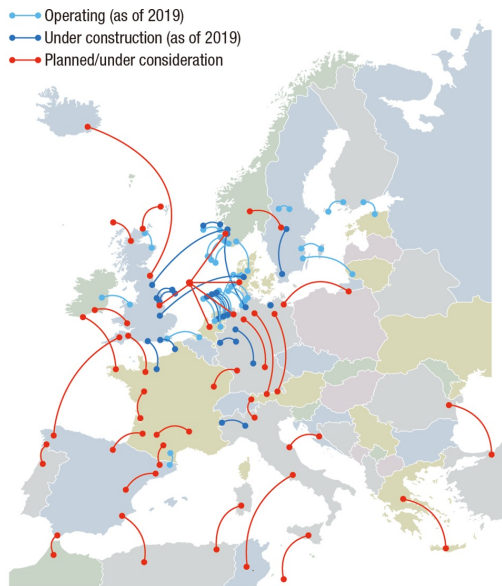 Operating (as of 2019)
Under construction (as of 2019)
Planned/under consideration